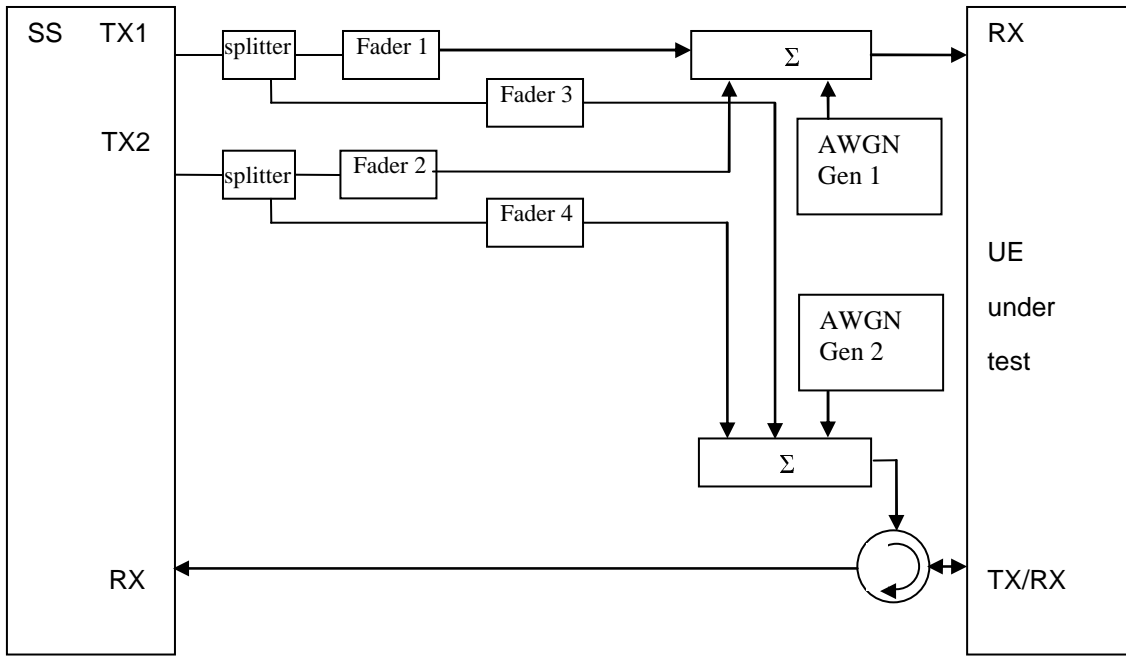 SS TX1
splitter
Fader 1
Σ
RX
Fader 3
TX2
splitter
Fader 2
AWGN
Gen 1
Fader 4
UE
under
test
AWGN
Gen 2
Σ
RX
TX/RX